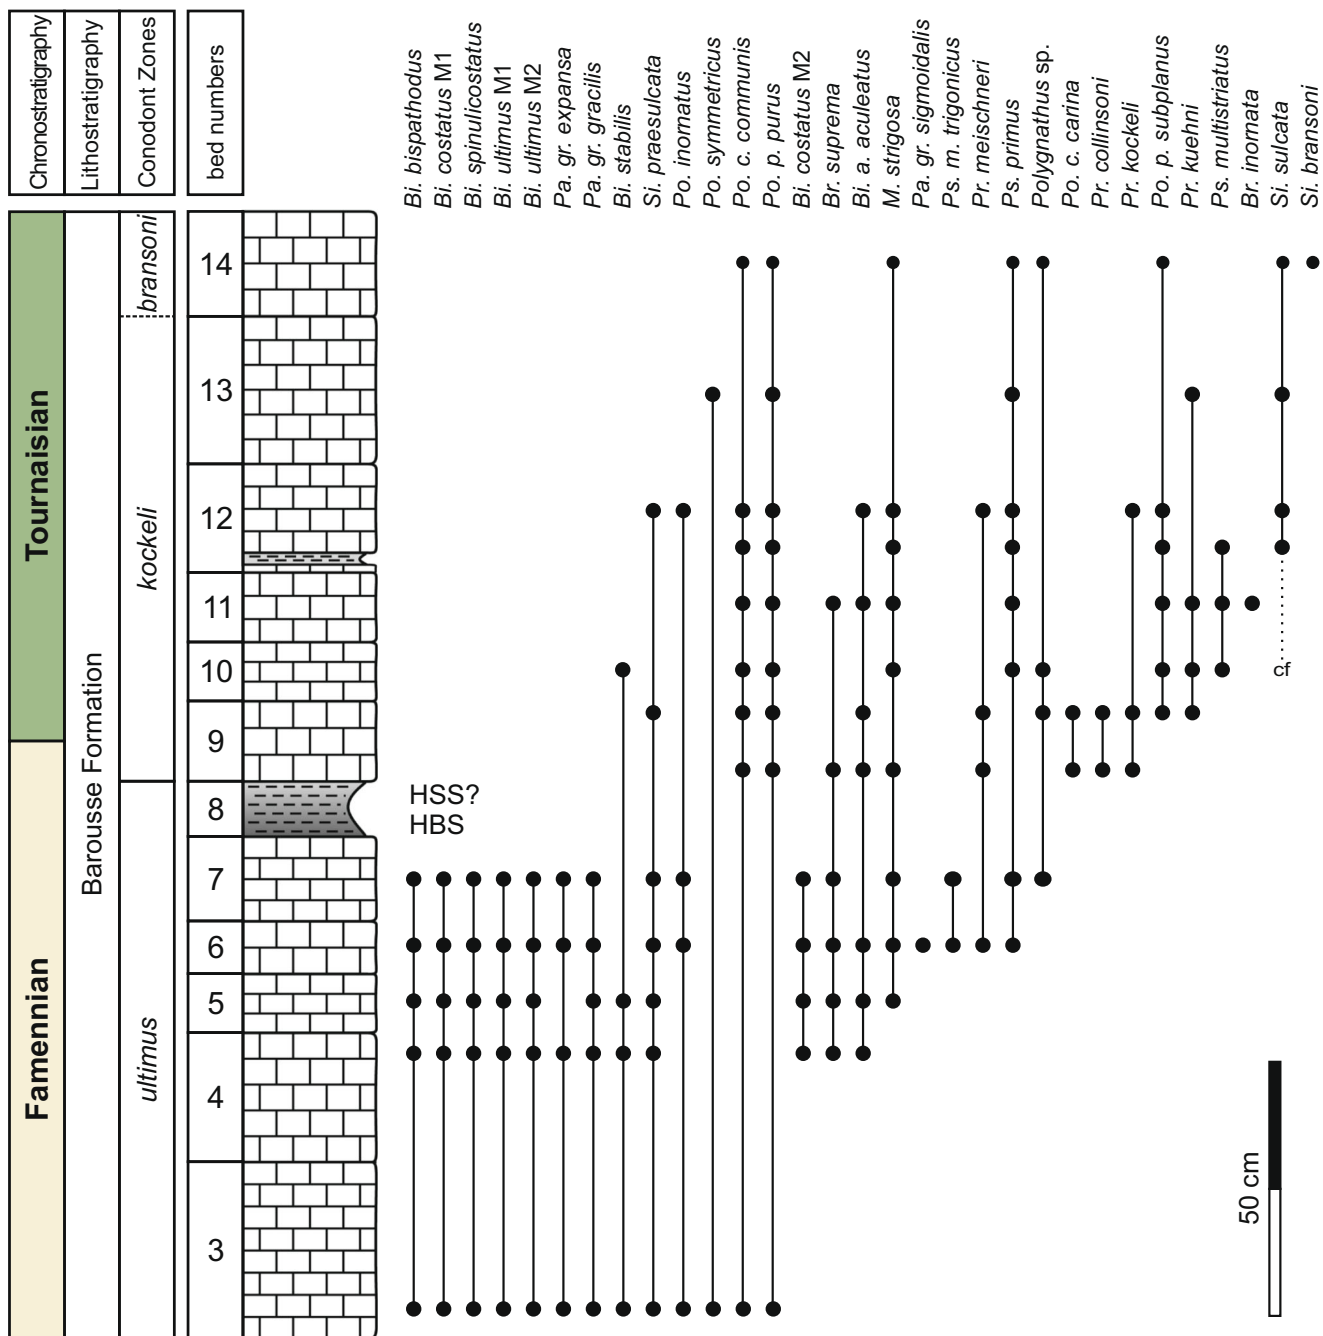 Chronostratigraphy
Lithostratigraphy
Conodont Zones
bed numbers
Bi. bispathodus
Bi. costatus M1
Bi. spinulicostatus
Bi. ultimus M1
Bi. ultimus M2
Pa. gr. expansa
Pa. gr. gracilis
Bi. stabilis
Si. praesulcata
Po. inornatus
Po. symmetricus
Po. c. communis
Po. p. purus
Bi. costatus M2
Br. suprema
Bi. a. aculeatus
M. strigosa
Pa. gr. sigmoidalis
Ps. m. trigonicus
Pr. meischneri
Ps. primus
Polygnathus sp.
Po. c. carina
Pr. collinsoni
Pr. kockeli
Po. p. subplanus
Pr. kuehni
Ps. multistriatus
Br. inornata
Si. sulcata
Si. bransoni
Tournaisian
Famennian
Barousse Formation
bransoni
kockeli
ultimus
14
13
12
11
10
9
8
7
6
5
4
3
HSS?
HBS
cf
50 cm